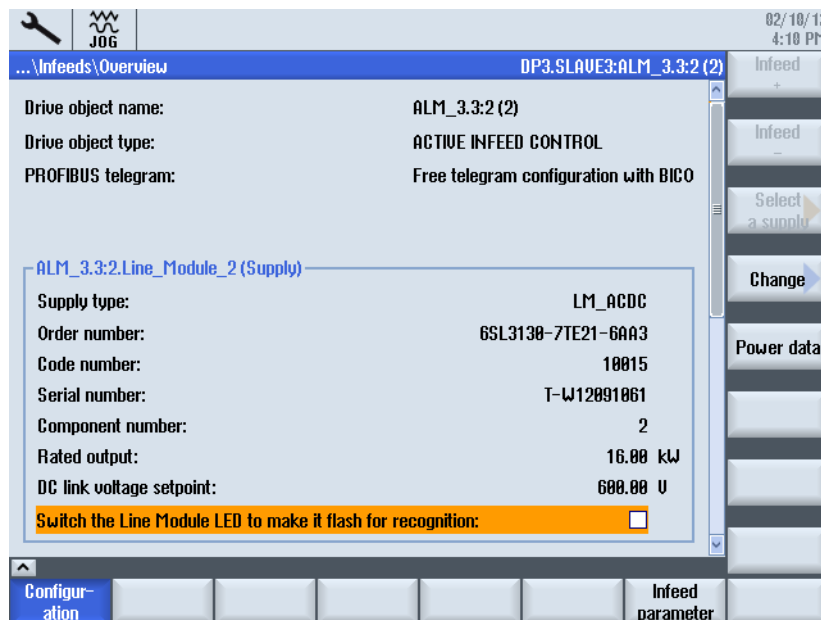 JOG
02/10/1
4:10 PM
...\Infeeds\Overview DP3.SLAVE3:ALM_3.3:2 (2)
Drive object name: ALM_3.3:2 (2)
Drive object type: ACTIVE INFEED CONTROL
PROFIBUS telegram: Free telegram configuration with BICO
ALM_3.3:2.Line_Module_2 (Supply)
Supply type: LM_ACDC
Order number: 6SL3130-7TE21-6AA3
Code number: 10015
Serial number: T-W12091061
Component number: 2
Rated output: 16.00 kW
DC link voltage setpoint: 600.00 V
Switch the Line Module LED to make it flash for recognition:
Infeed
+
Infeed
-
Select
a supply
Change
Power data
Configur-
ation
Infeed
parameter